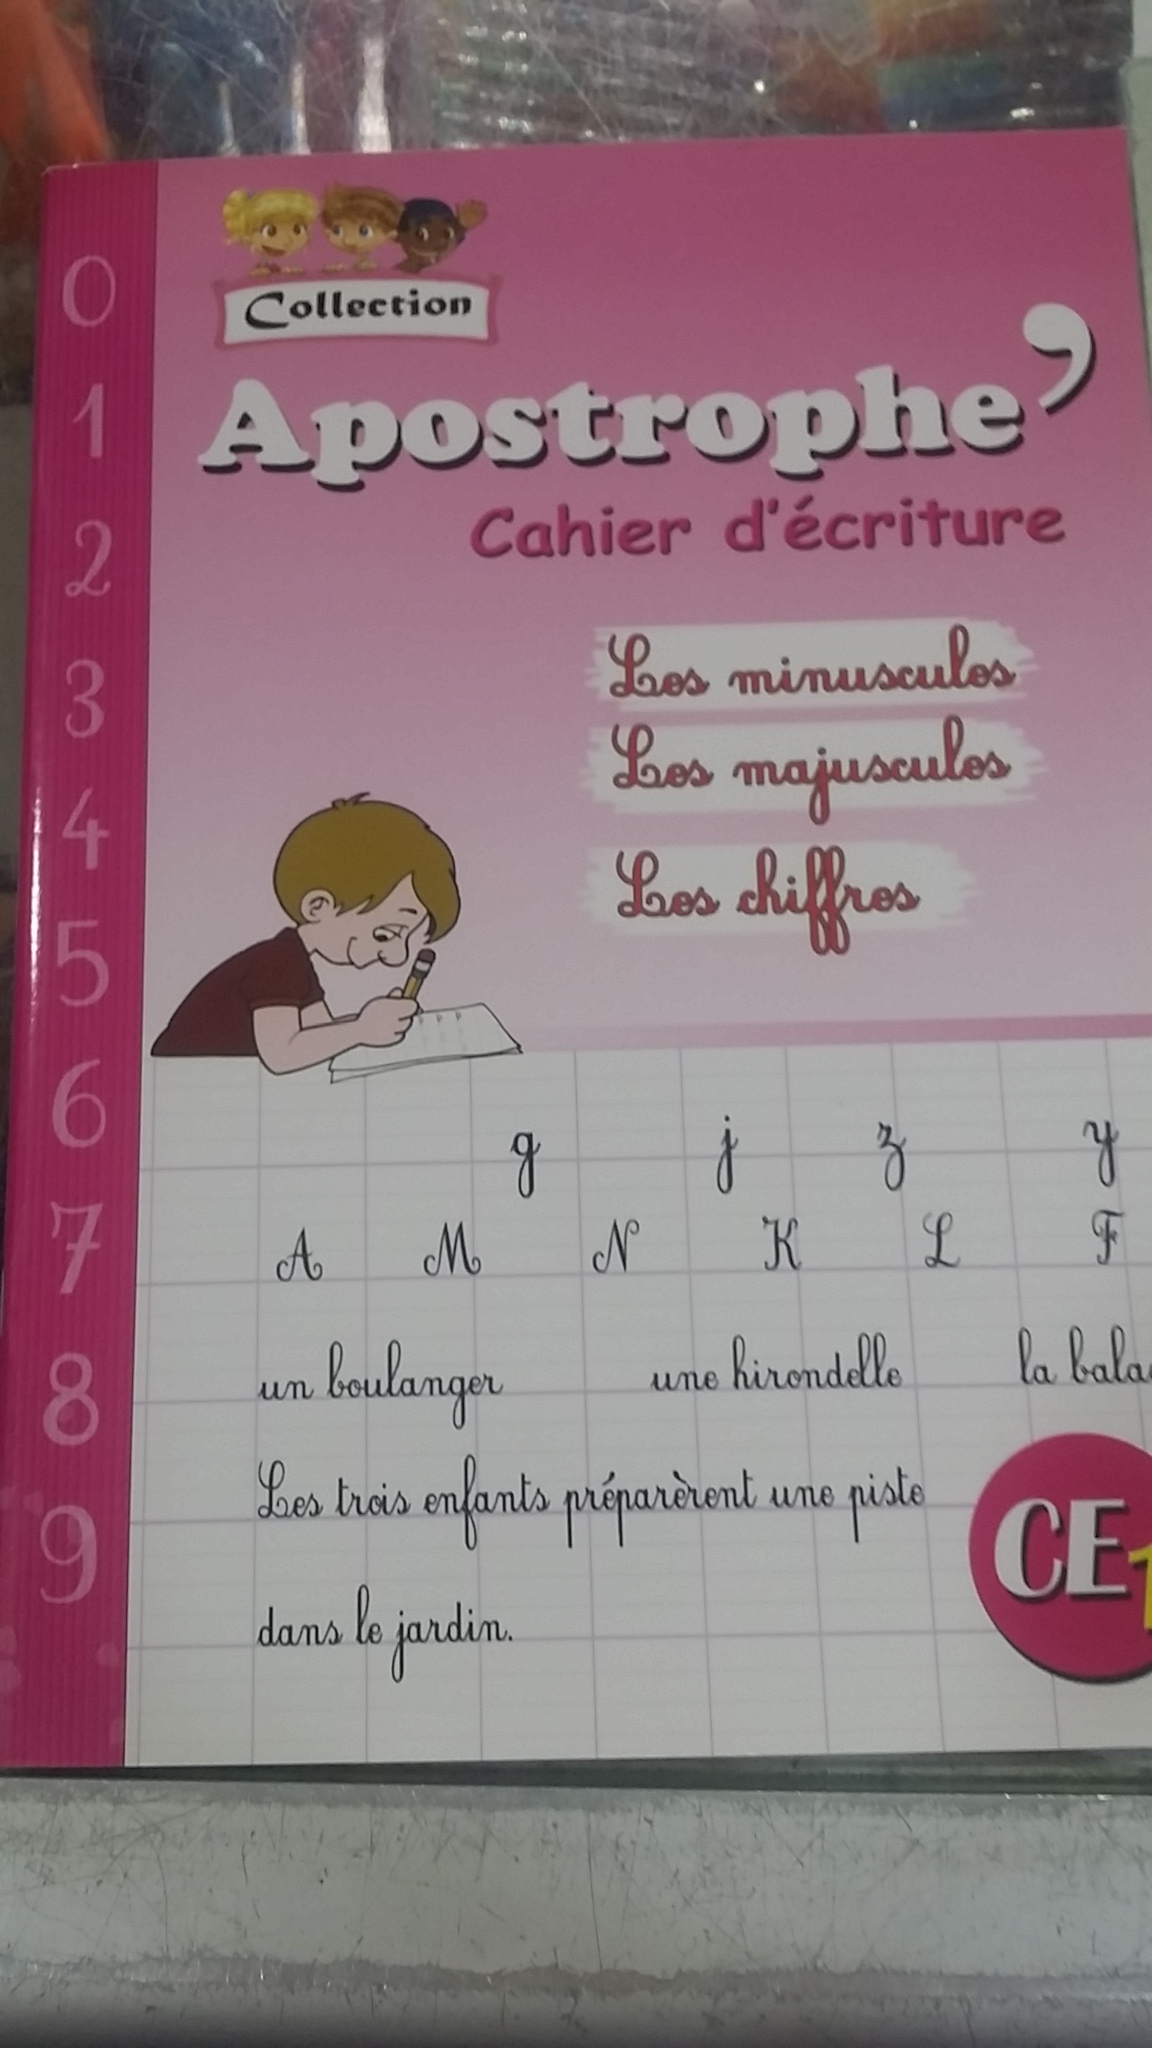 Collection
Apostrophe'
Cahier d'écriture
Les minuscules
Les majuscules
Les chiffres
0
1
2
3
4
5
6
7
8
9
g j z y
A M N K L F
un boulanger une hirondelle la bala
Les trois enfants préparèrent une piste
dans le jardin.
CE1